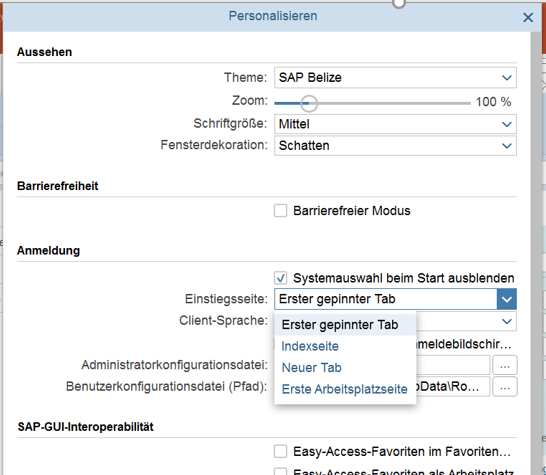 Personalisieren
Aussehen
Theme: SAP Belize
Zoom: 100 %
Schriftgröße: Mittel
Fensterdekoration: Schatten
Barrierefreiheit
Barrierefreier Modus
Anmeldung
Systemauswahl beim Start ausblenden
Einstiegsseite: Erster gepinnter Tab
Client-Sprache:
Erster gepinnter Tab
Indexseite
nmeldebildschir...
Neuer Tab
Administratorkonfigurationsdatei: ...
Erste Arbeitsplatzseite
Benutzerkonfigurationsdatei (Pfad): oData\Ro... ...
SAP-GUI-Interoperabilität
Easy-Access-Favoriten im Favoriten...
Easy-Access-Favoriten als Arbeitsplatz